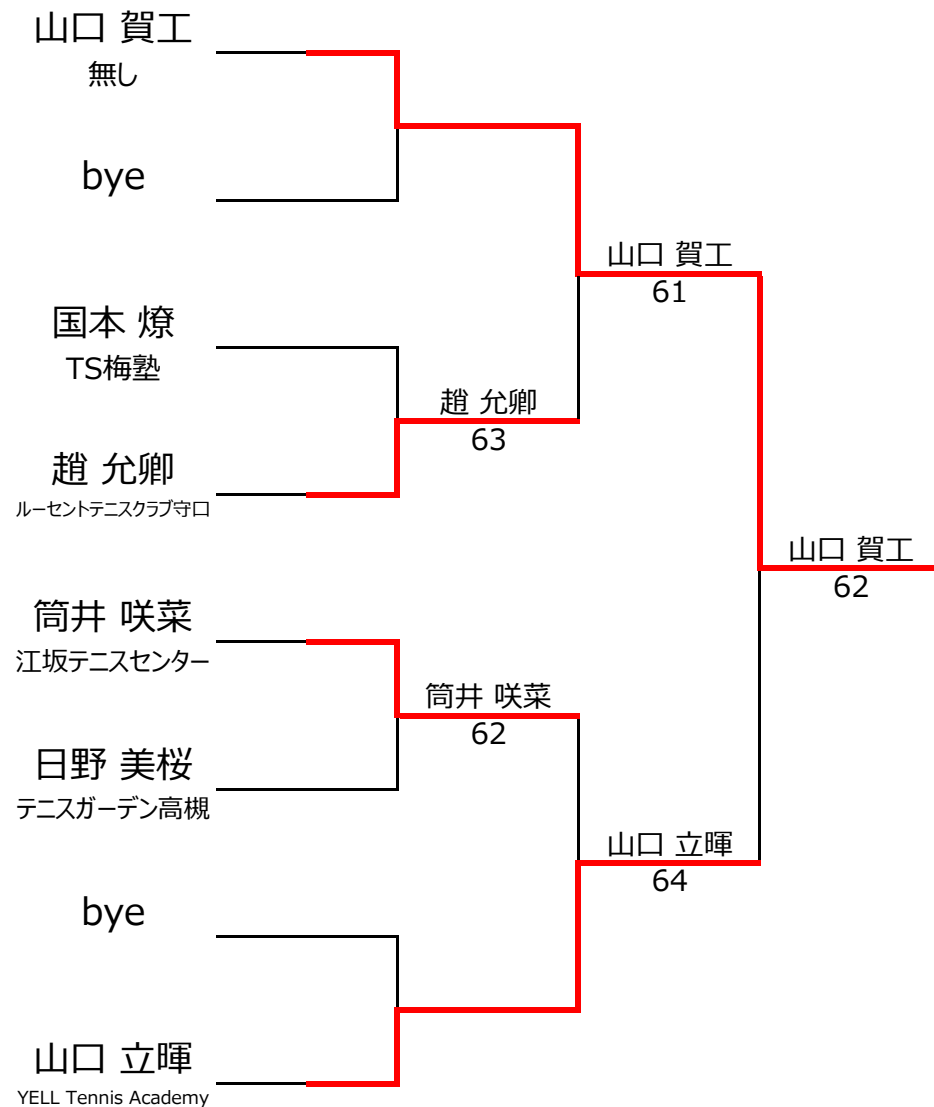 山口 賀工
無し
bye
国本 燎
TS梅塾
趙 允卿
ルーセントテニスクラブ守口
筒井 咲菜
江坂テニスセンター
日野 美桜
テニスガーデン高槻
bye
山口 立暉
YELL Tennis Academy
趙 允卿
63
筒井 咲菜
62
山口 賀工
61
山口 立暉
64
山口 賀工
62